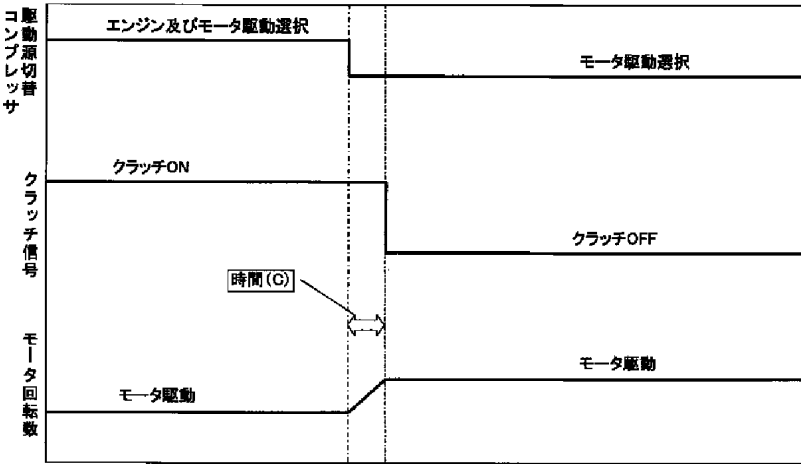 コンプレッサ
駆動源切替
エンジン及びモータ駆動選択
モータ駆動選択
クラッチ信号
クラッチON
クラッチOFF
時間(C)
モータ回転数
モータ駆動
モータ駆動